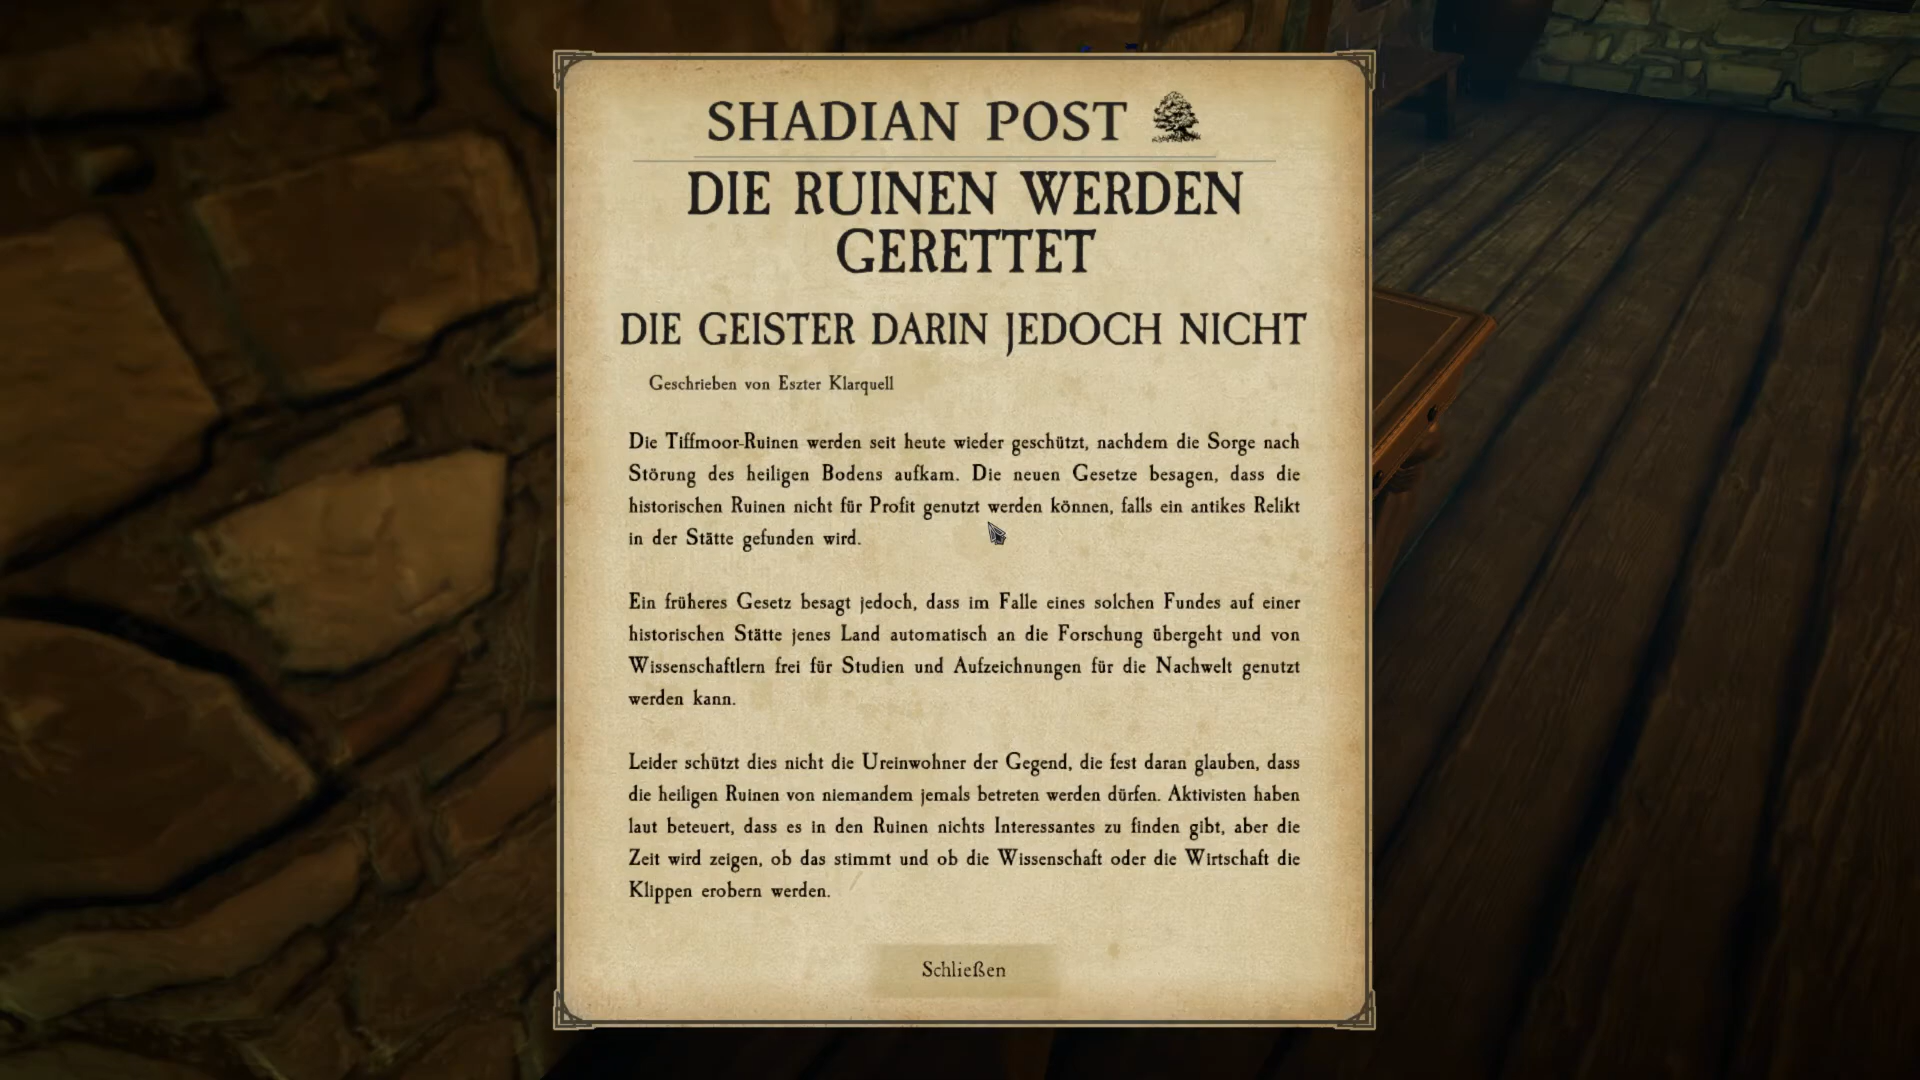 SHADIAN POST
DIE RUINEN WERDEN
GERETTET
DIE GEISTER DARIN JEDOCH NICHT
Geschrieben von Eszter Klarquell
Die Tiffmoor-Ruinen werden seit heute wieder geschützt, nachdem die Sorge nach
Störung des heiligen Bodens aufkam. Die neuen Gesetze besagen, dass die
historischen Ruinen nicht für Profit genutzt werden können, falls ein antikes Relikt
in der Stätte gefunden wird.
Ein früheres Gesetz besagt jedoch, dass im Falle eines solchen Fundes auf einer
historischen Stätte jenes Land automatisch an die Forschung übergeht und von
Wissenschaftlern frei für Studien und Aufzeichnungen für die Nachwelt genutzt
werden kann.
Leider schützt dies nicht die Ureinwohner der Gegend, die fest daran glauben, dass
die heiligen Ruinen von niemandem jemals betreten werden dürfen. Aktivisten haben
laut beteuert, dass es in den Ruinen nichts Interessantes zu finden gibt, aber die
Zeit wird zeigen, ob das stimmt und ob die Wissenschaft oder die Wirtschaft die
Klippen erobern werden.
Schließen